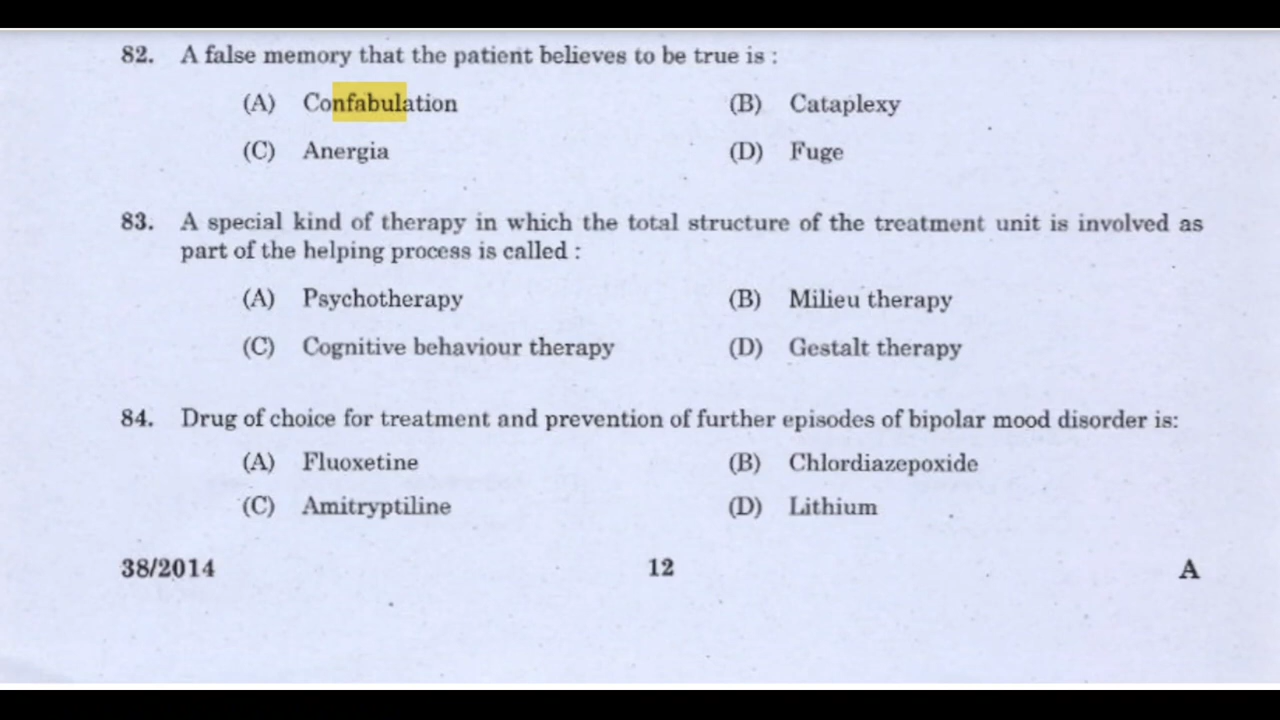 82. A false memory that the patient believes to be true is :
(A) Confabulation (B) Cataplexy
(C) Anergia (D) Fuge
83. A special kind of therapy in which the total structure of the treatment unit is involved as
part of the helping process is called :
(A) Psychotherapy (B) Milieu therapy
(C) Cognitive behaviour therapy (D) Gestalt therapy
84. Drug of choice for treatment and prevention of further episodes of bipolar mood disorder is:
(A) Fluoxetine (B) Chlordiazepoxide
(C) Amitryptiline (D) Lithium
38/2014 12 A